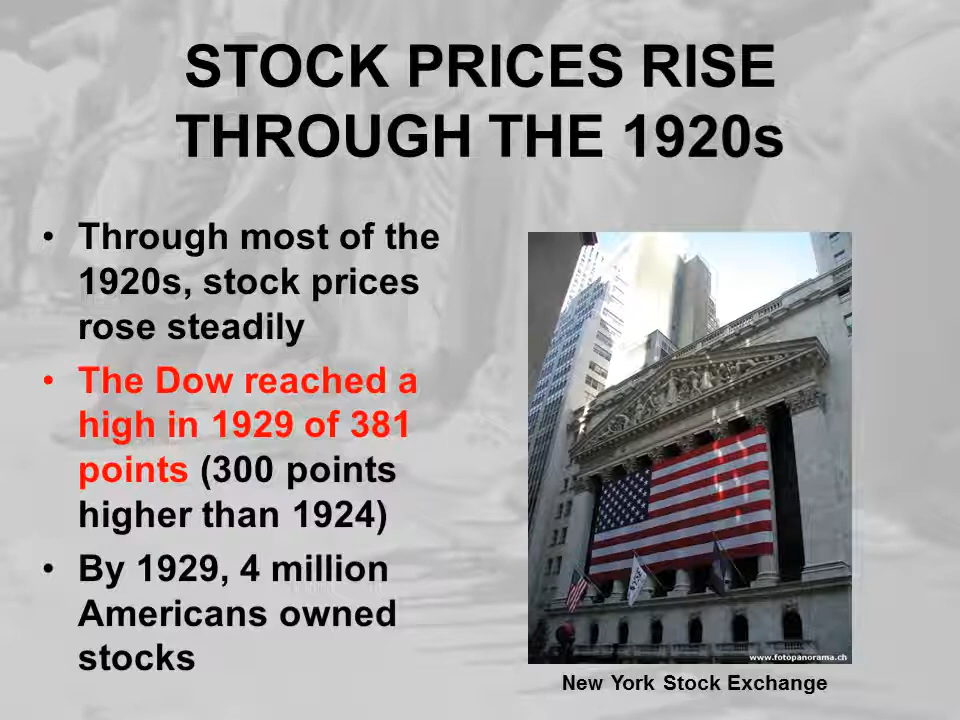 STOCK PRICES RISE
THROUGH THE 1920s
• Through most of the
1920s, stock prices
rose steadily
• The Dow reached a
high in 1929 of 381
points (300 points
higher than 1924)
• By 1929, 4 million
Americans owned
stocks
www.fotopanorama.ch
New York Stock Exchange